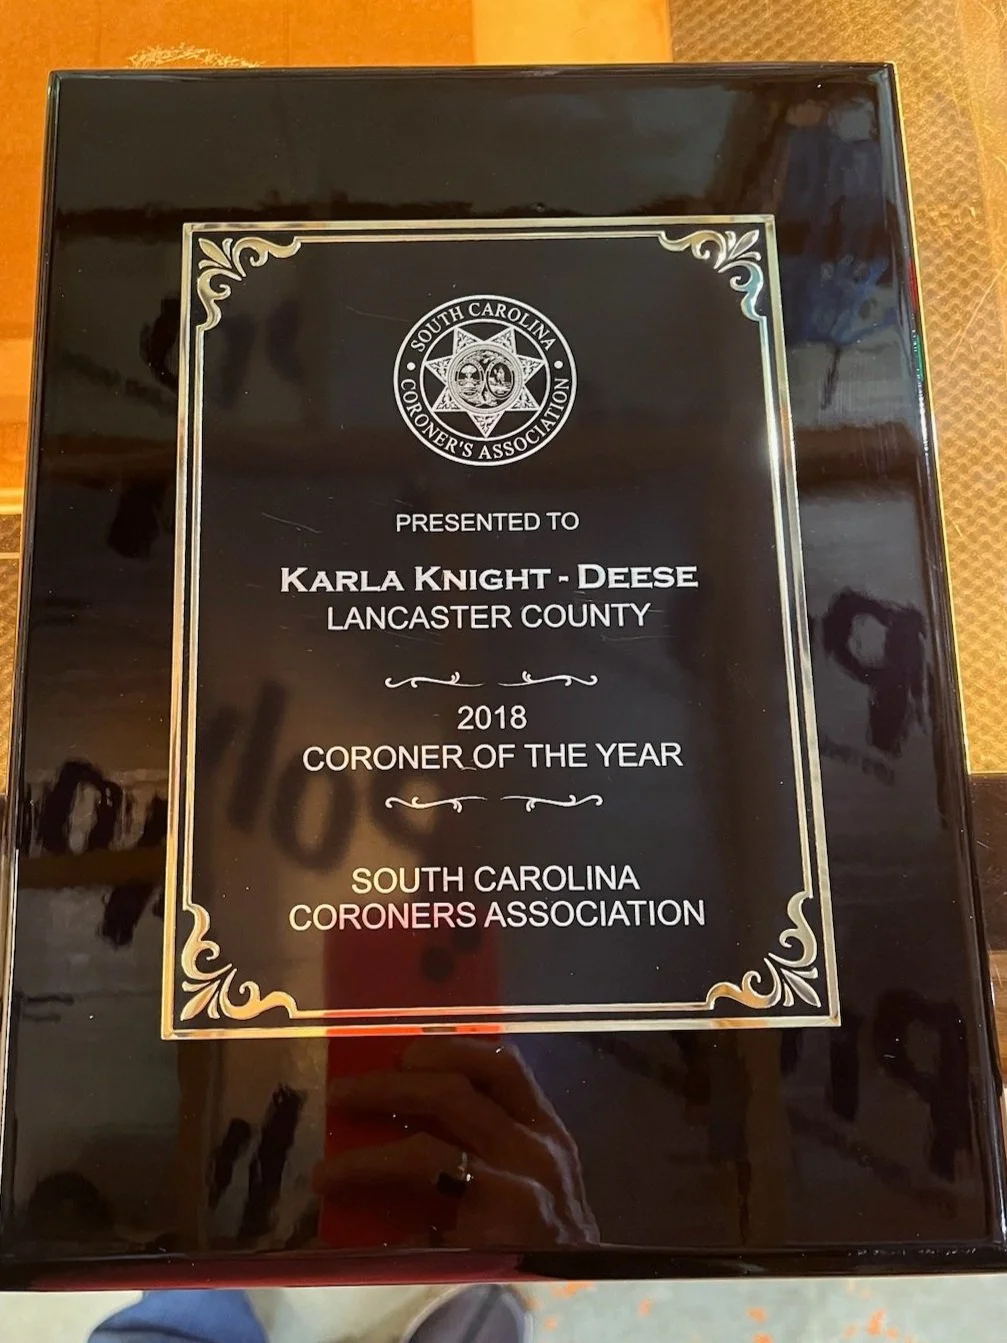 SOUTH CAROLINA
CORONER'S ASSOCIATION
PRESENTED TO
KARLA KNIGHT - DEESE
LANCASTER COUNTY
2018
CORONER OF THE YEAR
SOUTH CAROLINA
CORONERS ASSOCIATION